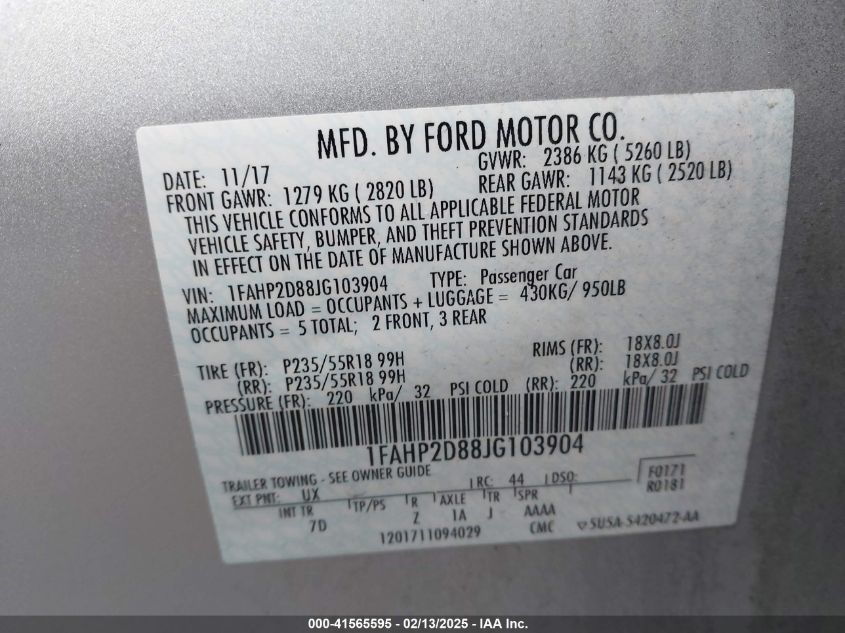 MFD. BY FORD MOTOR CO.
DATE: 11/17 GVWR: 2386 KG ( 5260 LB)
FRONT GAWR: 1279 KG ( 2820 LB) REAR GAWR: 1143 KG ( 2520 LB)
THIS VEHICLE CONFORMS TO ALL APPLICABLE FEDERAL MOTOR
VEHICLE SAFETY, BUMPER, AND THEFT PREVENTION STANDARDS
IN EFFECT ON THE DATE OF MANUFACTURE SHOWN ABOVE.
VIN: 1FAHP2D88JG103904 TYPE: Passenger Car
MAXIMUM LOAD = OCCUPANTS + LUGGAGE = 430KG/ 950LB
OCCUPANTS = 5 TOTAL; 2 FRONT, 3 REAR
TIRE (FR): P235/55R18 99H RIMS (FR): 18X8.0J
(RR): P235/55R18 99H (RR): 18X8.0J
PRESSURE (FR): 220 kPa/ 32 PSI COLD (RR): 220 kPa/ 32 PSI COLD
1FAHP2D88JG103904
TRAILER TOWING - SEE OWNER GUIDE
EXT PNT: UX RC: 44 DSO: F0171
R0181
INT TR TP/PS R AXLE TR SPR
7D Z 1A J AAAA
1201711094029 CMC 5U5A-5420472-AA
000-41565595 - 02/13/2025 - IAA Inc.